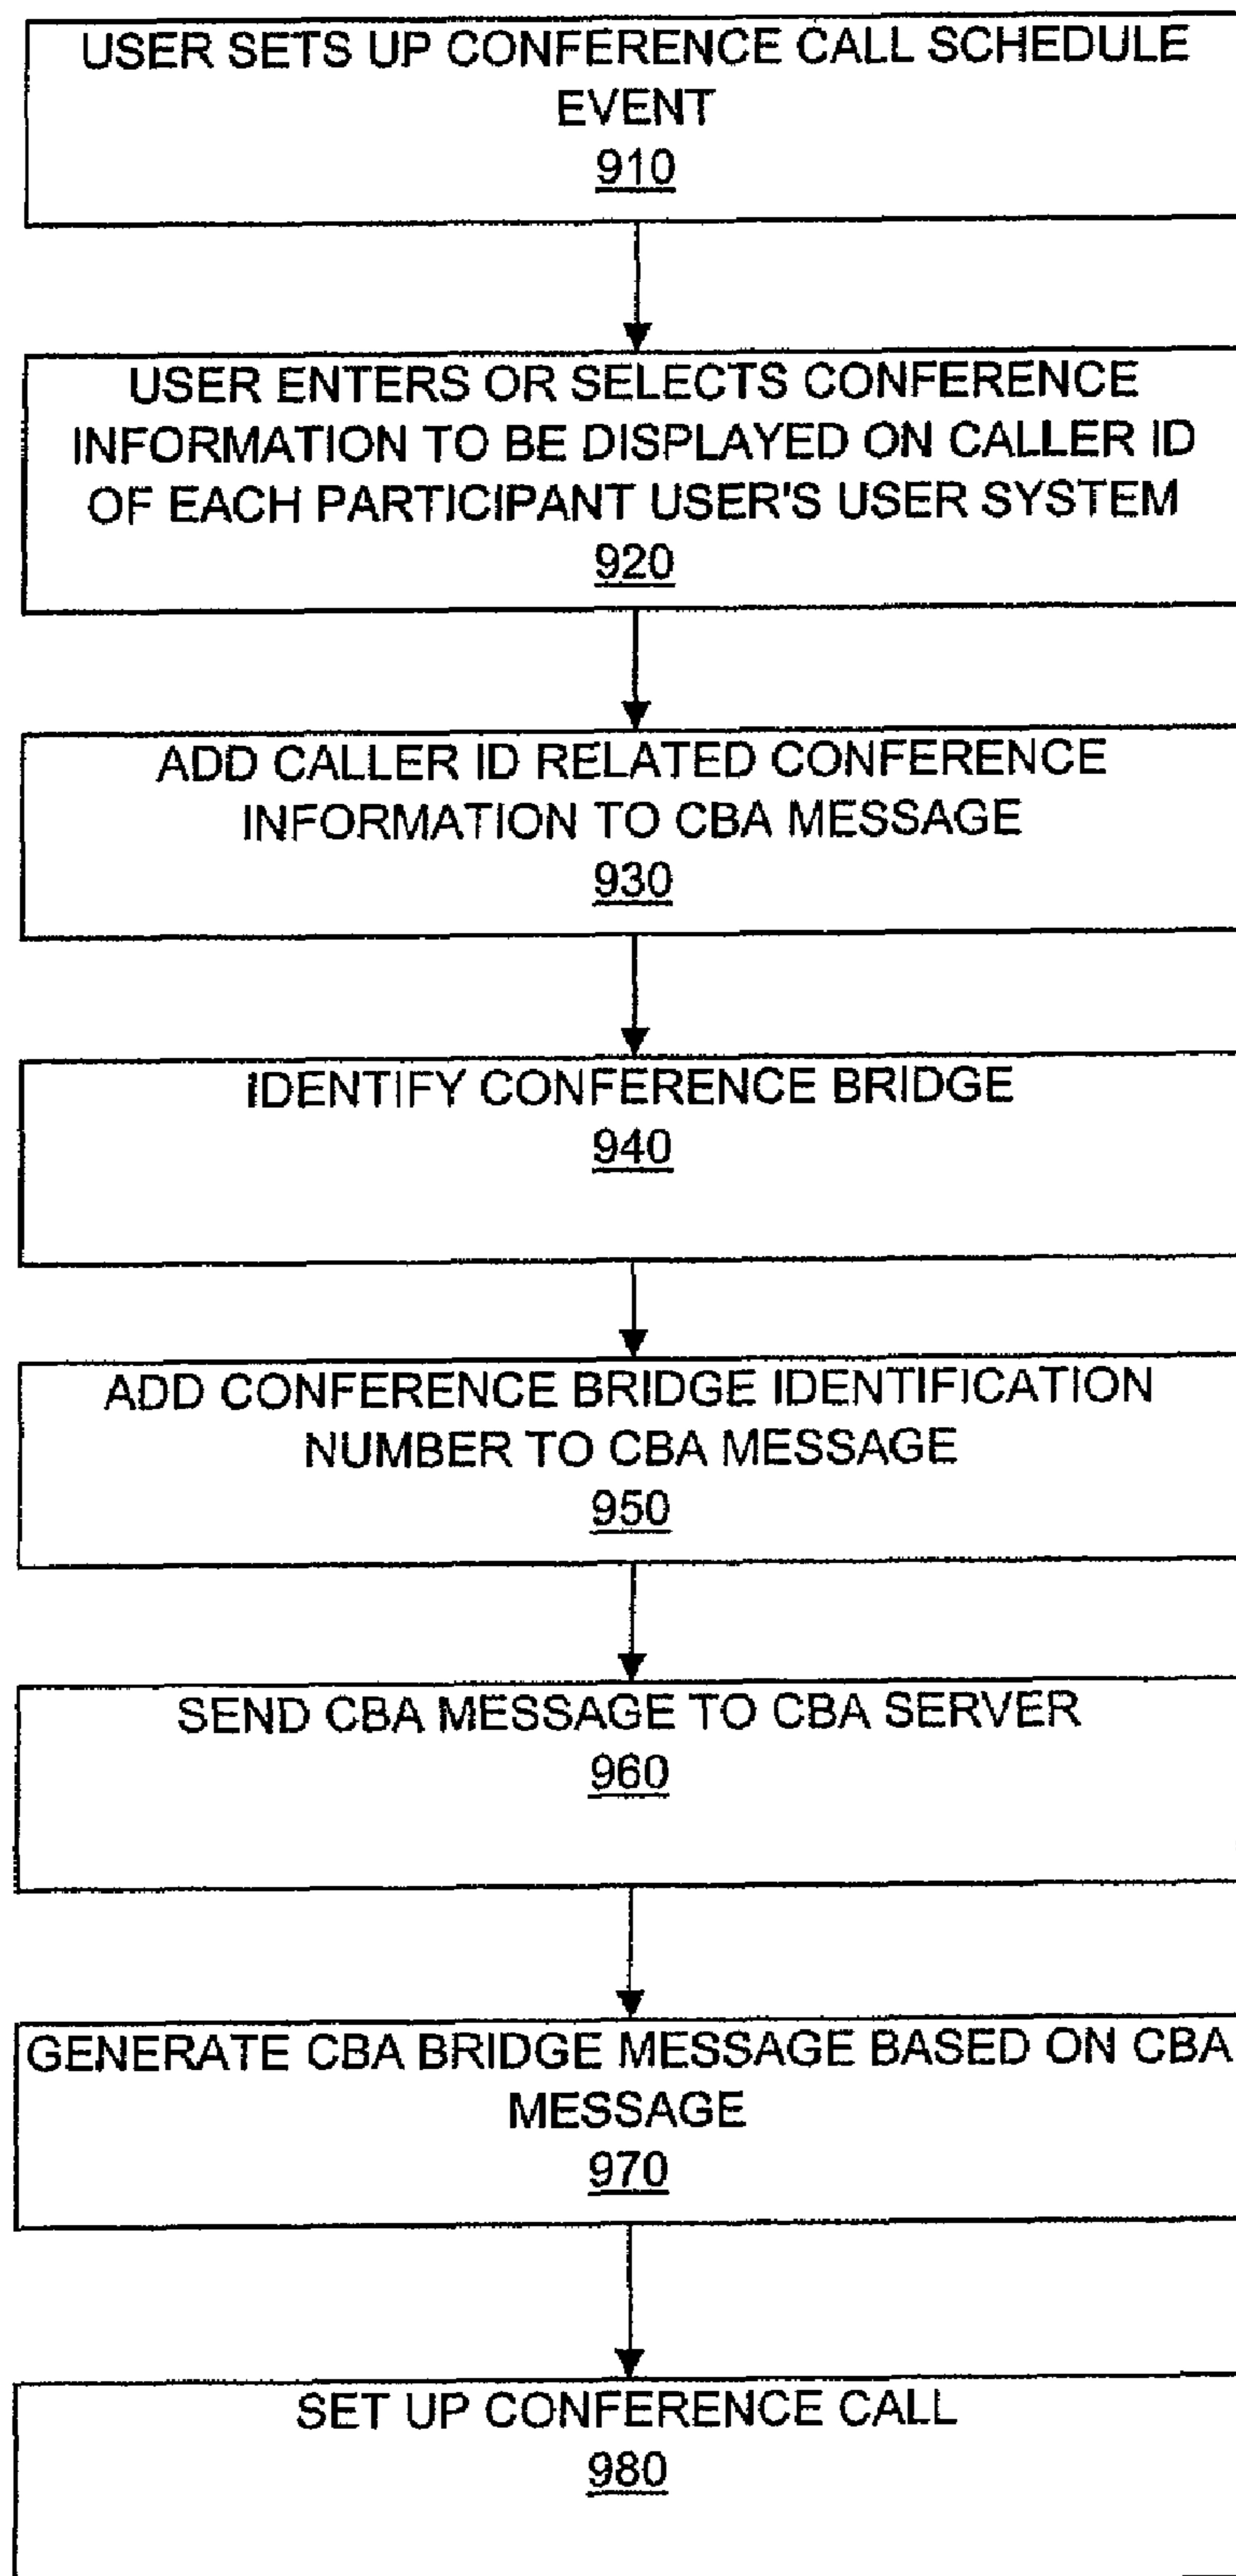 USER SETS UP CONFERENCE CALL SCHEDULE
EVENT
910
USER ENTERS OR SELECTS CONFERENCE
INFORMATION TO BE DISPLAYED ON CALLER ID
OF EACH PARTICIPANT USER'S USER SYSTEM
920
ADD CALLER ID RELATED CONFERENCE
INFORMATION TO CBA MESSAGE
930
IDENTIFY CONFERENCE BRIDGE
940
ADD CONFERENCE BRIDGE IDENTIFICATION
NUMBER TO CBA MESSAGE
950
SEND CBA MESSAGE TO CBA SERVER
960
GENERATE CBA BRIDGE MESSAGE BASED ON CBA
MESSAGE
970
SET UP CONFERENCE CALL
980